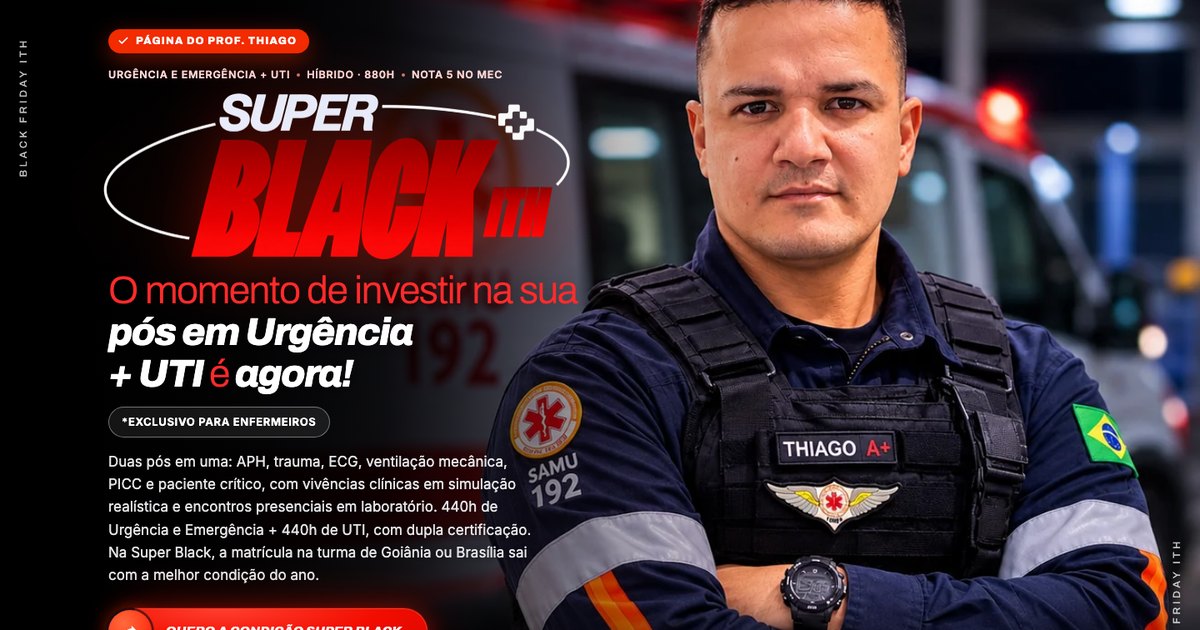 BLACK FRIDAY ITH
PÁGINA DO PROF. THIAGO
URGÊNCIA E EMERGÊNCIA + UTI • HÍBRIDO · 880H • NOTA 5 NO MEC
SUPER
BLACK ITH
O momento de investir na sua
pós em Urgência
+ UTI é agora!
*EXCLUSIVO PARA ENFERMEIROS
Duas pós em uma: APH, trauma, ECG, ventilação mecânica,
PICC e paciente crítico, com vivências clínicas em simulação
realística e encontros presenciais em laboratório. 440h de
Urgência e Emergência + 440h de UTI, com dupla certificação.
Na Super Black, a matrícula na turma de Goiânia ou Brasília sai
com a melhor condição do ano.
QUERO A CONDIÇÃO SUPER BLACK
192
SAMU
192
THIAGO A+
FRIDAY ITH